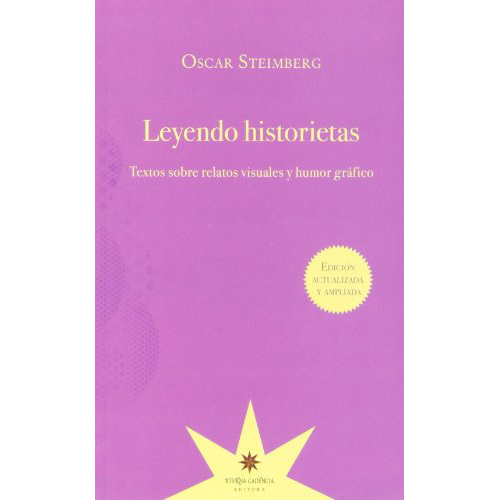 OSCAR STEIMBERG
Leyendo historietas
Textos sobre relatos visuales y humor gráfico
EDICIÓN
ACTUALIZADA
Y AMPLIADA
ETERNA CADENCIA
EDITORA